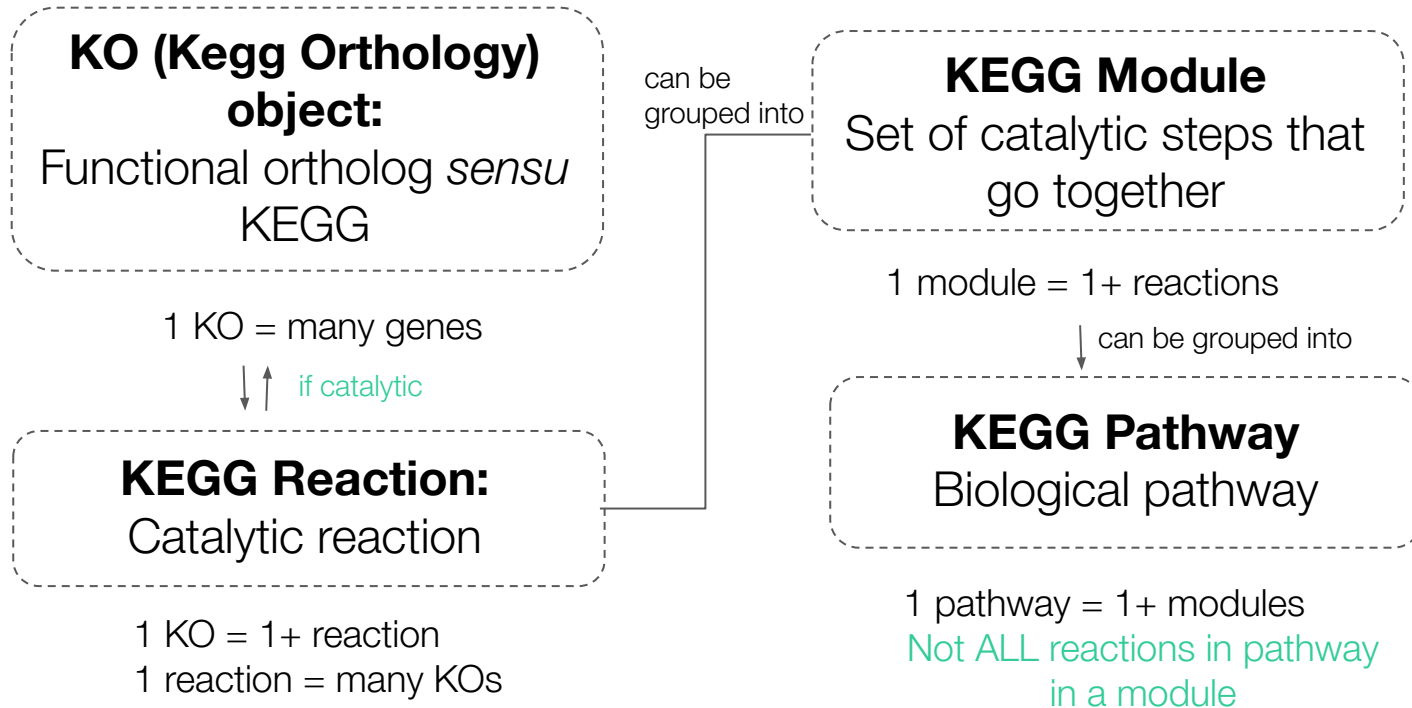 KO (Kegg Orthology)
object:
Functional ortholog sensu
KEGG
1 KO = many genes
if catalytic
KEGG Reaction:
Catalytic reaction
1 KO = 1+ reaction
1 reaction = many KOs
can be
grouped into
KEGG Module
Set of catalytic steps that
go together
1 module = 1+ reactions
can be grouped into
KEGG Pathway
Biological pathway
1 pathway = 1+ modules
Not ALL reactions in pathway
in a module